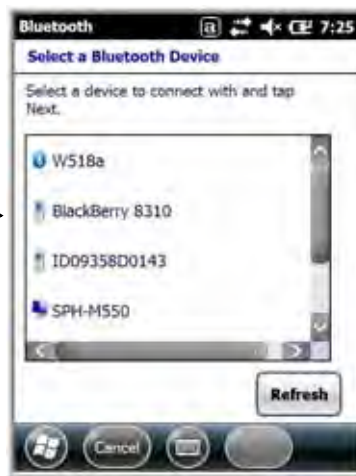 Bluetooth a 7:25
Select a Bluetooth Device
Select a device to connect with and tap
Next.
W518a
BlackBerry 8310
ID09358D0143
SPH-M550
Refresh
Cancel